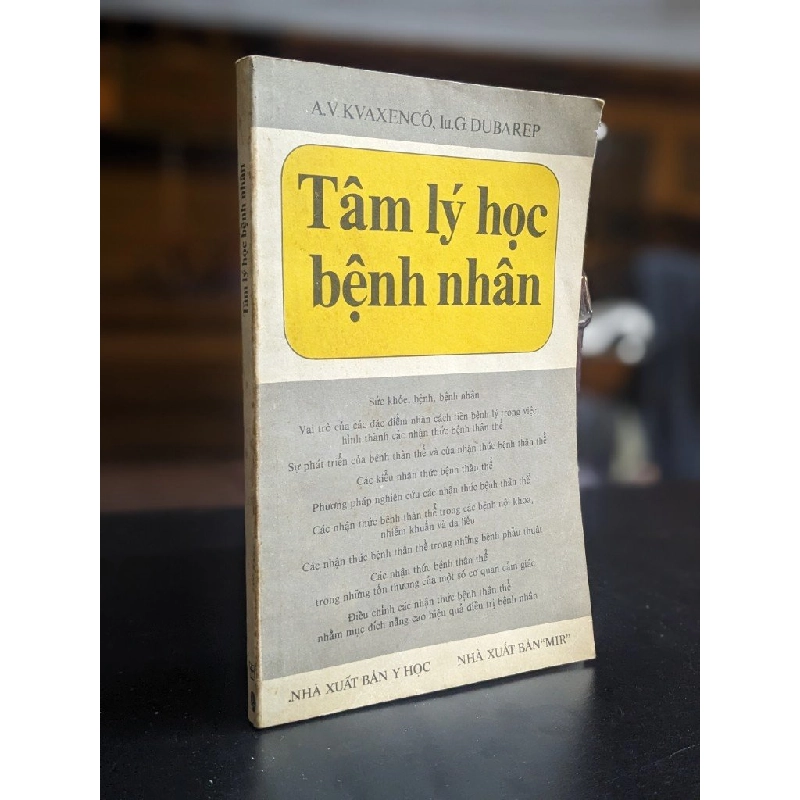 A.V KVAXENCÔ, Iu.G DUBAREP
Tâm lý học
bệnh nhân
Sức khỏe, bệnh, bệnh nhân
Vai trò của các đặc điểm nhân cách tiền bệnh lý trong việc
hình thành các nhận thức bệnh thân thể
Sự phát triển của bệnh thân thể và của nhận thức bệnh thân thể
Các kiểu nhận thức bệnh thân thể
Phương pháp nghiên cứu các nhận thức bệnh thân thể
Các nhận thức bệnh thân thể trong các bệnh nội khoa,
nhiễm khuẩn và da liễu
Các nhận thức bệnh thân thể trong những bệnh phẫu thuật
Các nhận thức bệnh thân thể
trong những tổn thương của một số cơ quan cảm giác
Điều chỉnh các nhận thức bệnh thân thể
nhằm mục đích nâng cao hiệu quả điều trị bệnh nhân
NHÀ XUẤT BẢN Y HỌC NHÀ XUẤT BẢN "MIR"
Tâm lý học bệnh nhân